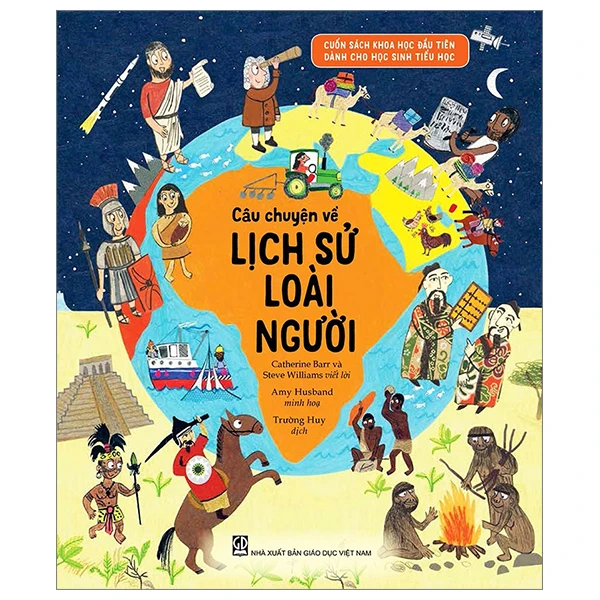 CUỐN SÁCH KHOA HỌC ĐẦU TIÊN
DÀNH CHO HỌC SINH TIỂU HỌC
Câu chuyện về
LỊCH SỬ
LOÀI
NGƯỜI
Catherine Barr và
Steve Williams viết lời
Amy Husband
minh hoạ
Trường Huy
dịch
NHÀ XUẤT BẢN GIÁO DỤC VIỆT NAM